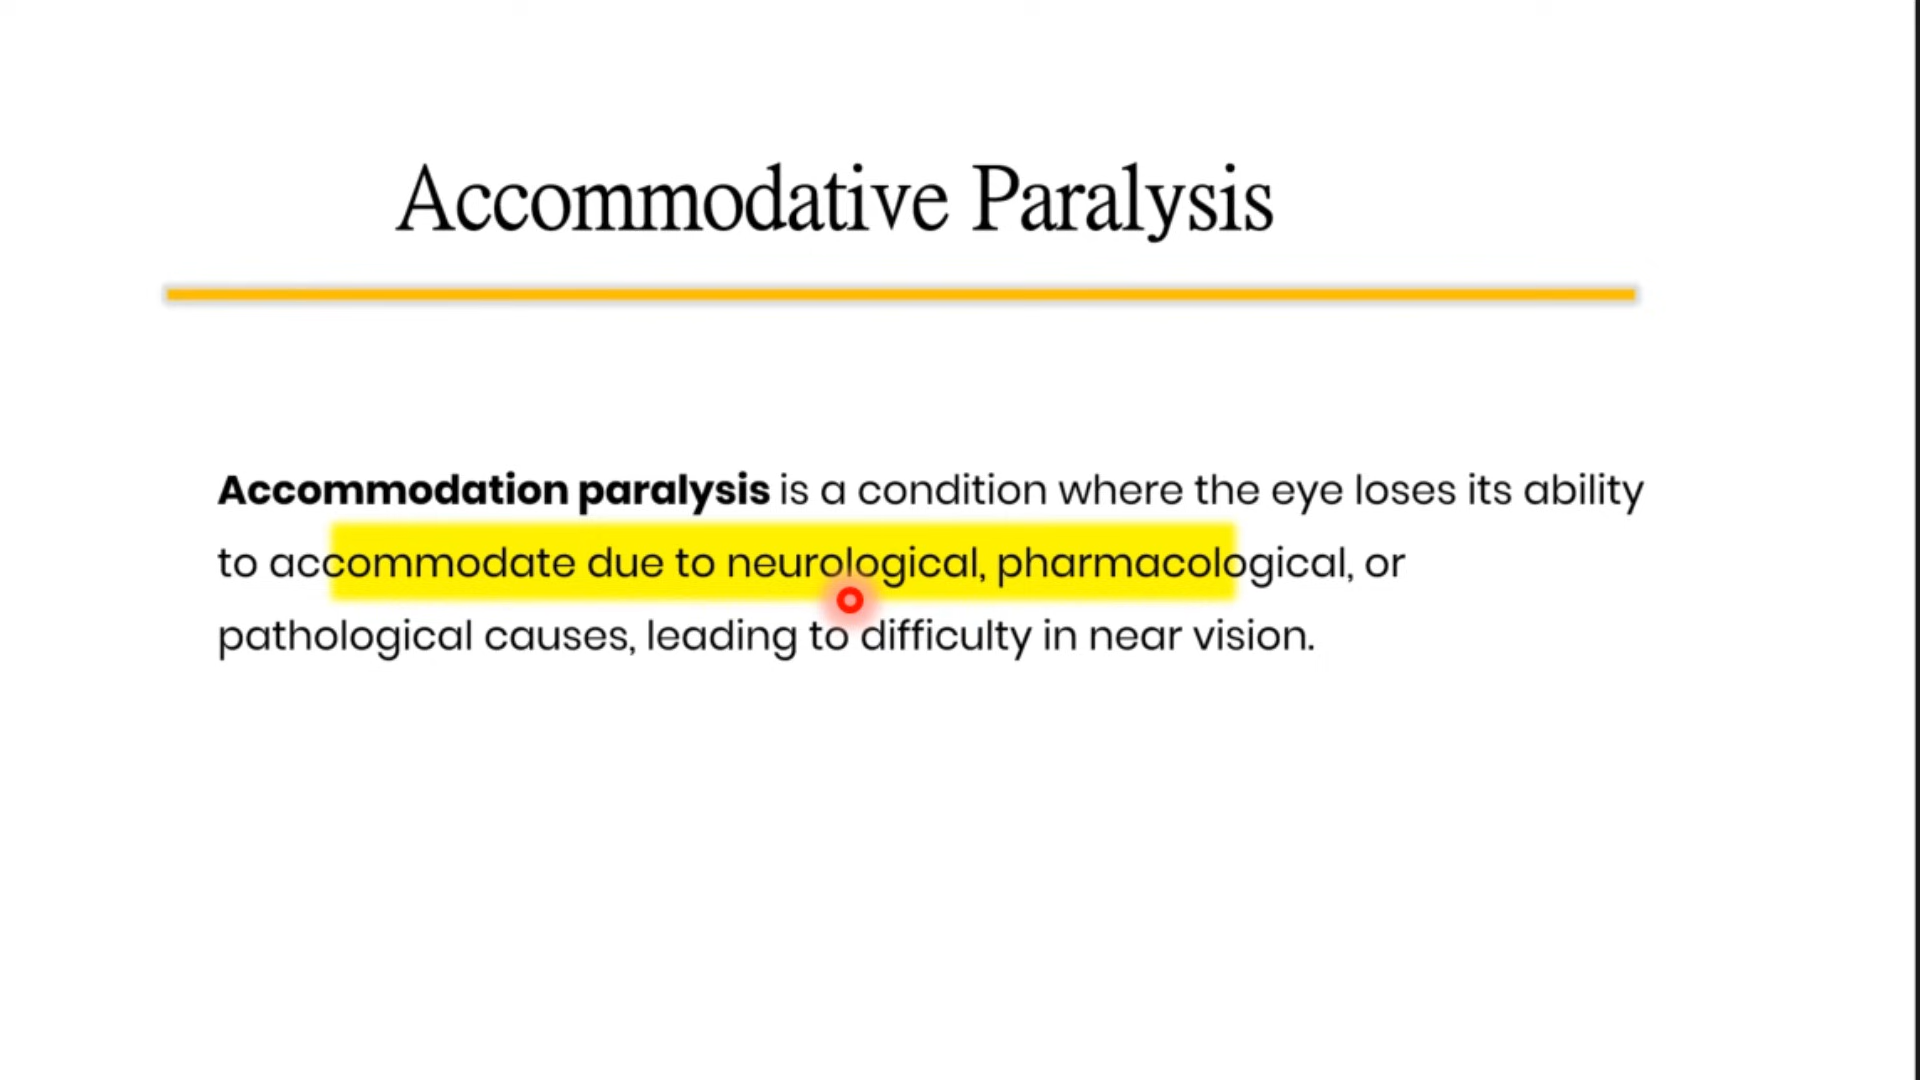 Accommodative Paralysis
Accommodation paralysis is a condition where the eye loses its ability
to accommodate due to neurological, pharmacological, or
pathological causes, leading to difficulty in near vision.